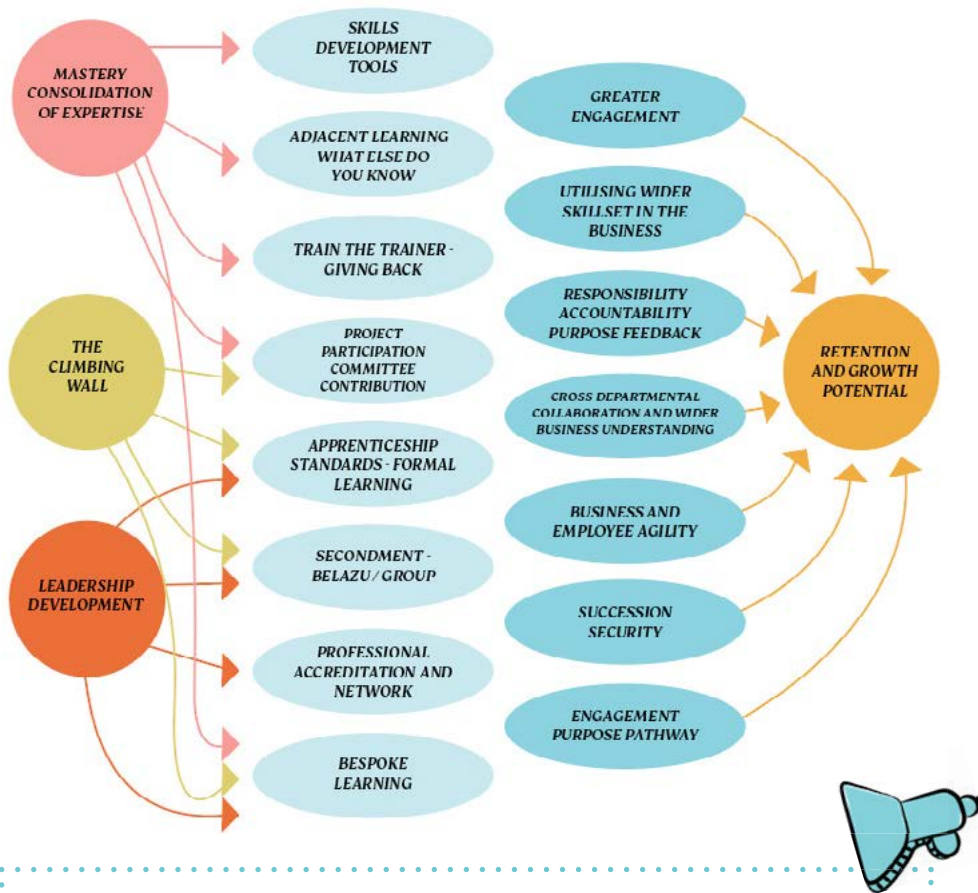 MASTERY
CONSOLIDATION
OF EXPERTISE
THE
CLIMBING
WALL
LEADERSHIP
DEVELOPMENT
SKILLS
DEVELOPMENT
TOOLS
ADJACENT LEARNING
WHAT ELSE DO
YOU KNOW
TRAIN THE TRAINER -
GIVING BACK
PROJECT
PARTICIPATION
COMMITTEE
CONTRIBUTION
APPRENTICESHIP
STANDARDS - FORMAL
LEARNING
SECONDMENT -
BELAZU / GROUP
PROFESSIONAL
ACCREDITATION AND
NETWORK
BESPOKE
LEARNING
GREATER
ENGAGEMENT
UTILISING WIDER
SKILLSET IN THE
BUSINESS
RESPONSIBILITY
ACCOUNTABILITY
PURPOSE FEEDBACK
CROSS DEPARTMENTAL
COLLABORATION AND WIDER
BUSINESS UNDERSTANDING
BUSINESS AND
EMPLOYEE AGILITY
SUCCESSION
SECURITY
ENGAGEMENT
PURPOSE PATHWAY
RETENTION
AND GROWTH
POTENTIAL